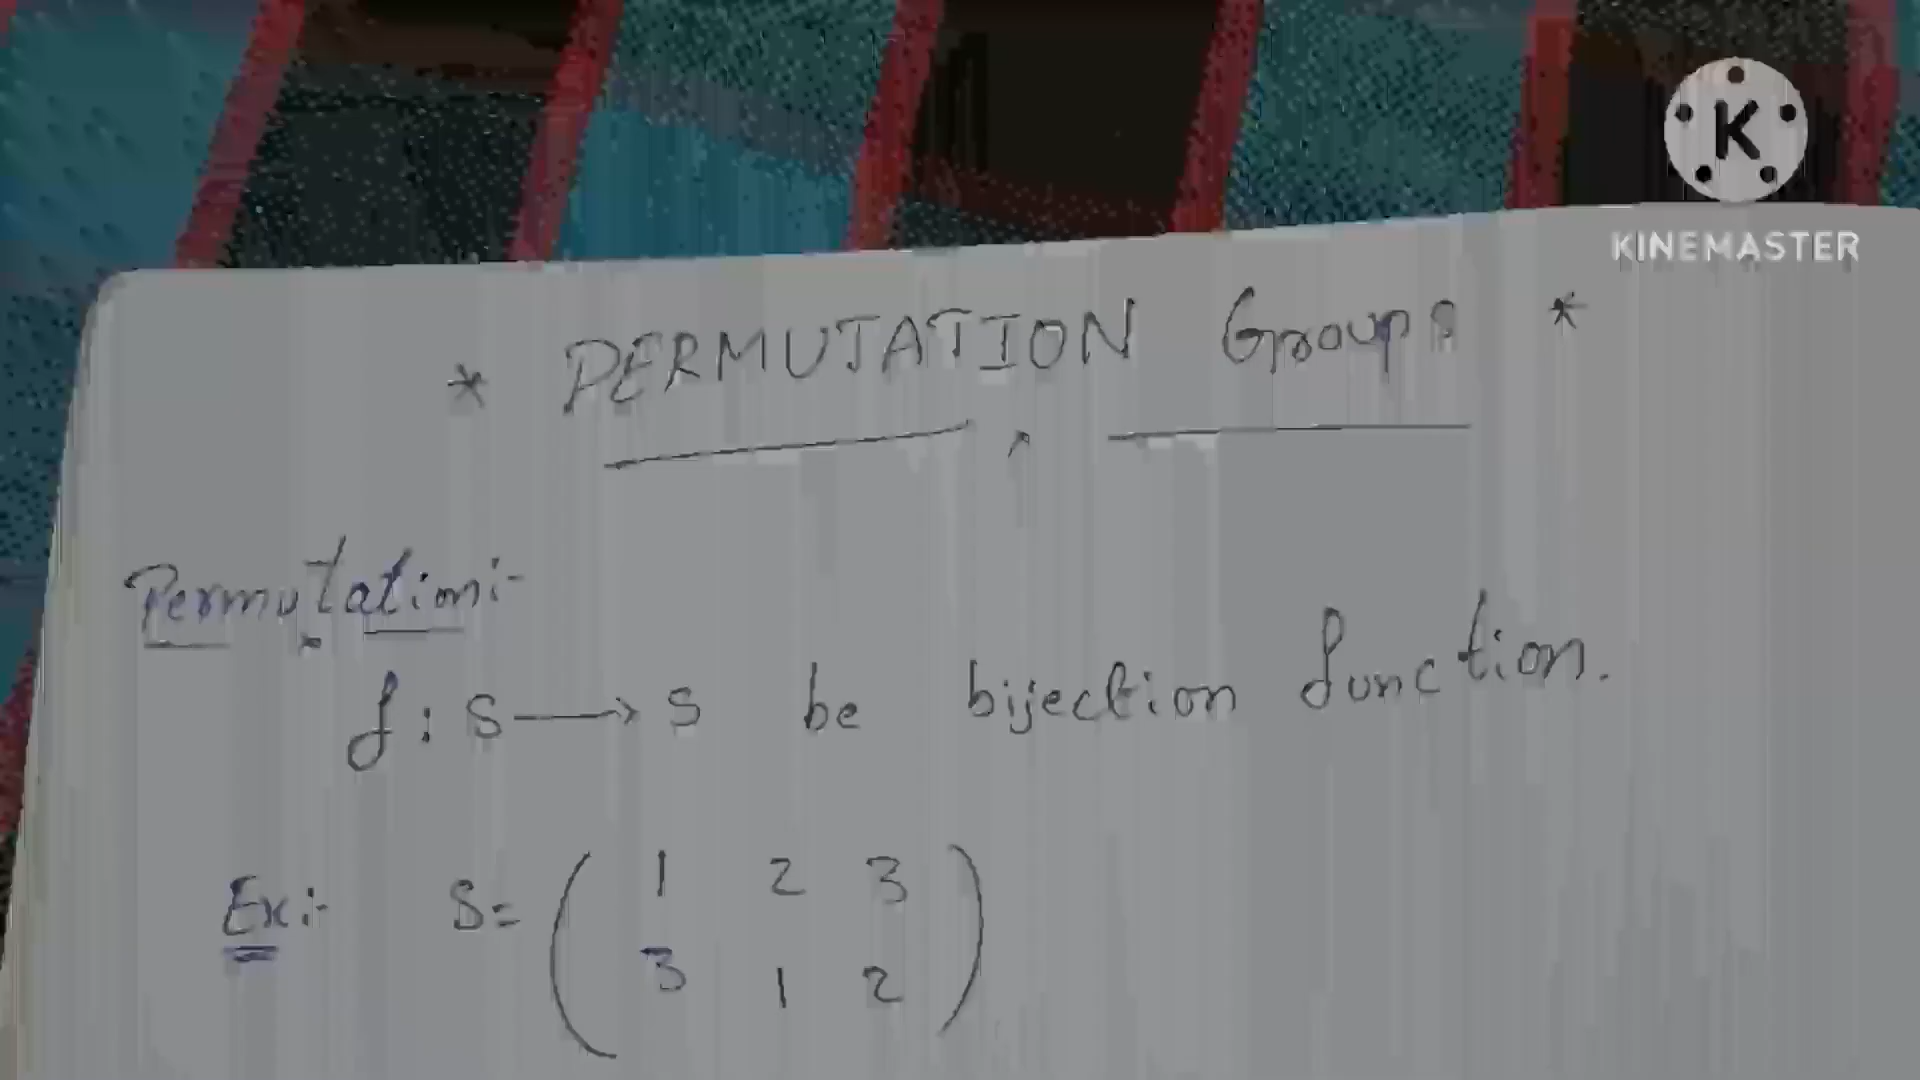 K
KINEMASTER
* PERMUTATION Groups *
Permutation:-
f: S → S be bijection function.
Ex:- S= ( 1 2 3
3 1 2 )